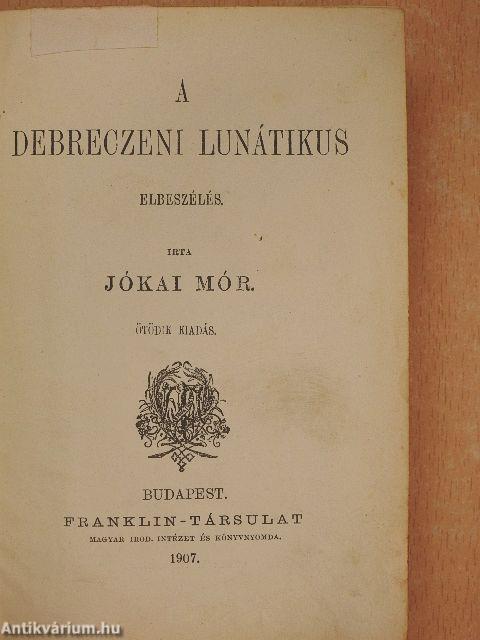 A
DEBRECZENI LUNÁTIKUS
ELBESZÉLÉS.
IRTA
JÓKAI MÓR.
ÖTÖDIK KIADÁS.
BUDAPEST.
FRANKLIN-TÁRSULAT
MAGYAR IROD. INTÉZET ÉS KÖNYVNYOMDA.
1907.
Antikvárium.hu